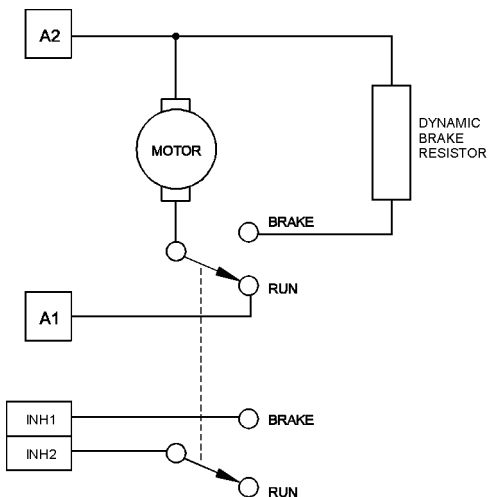 A2
MOTOR
DYNAMIC
BRAKE
RESISTOR
BRAKE
RUN
A1
INH1
BRAKE
INH2
RUN